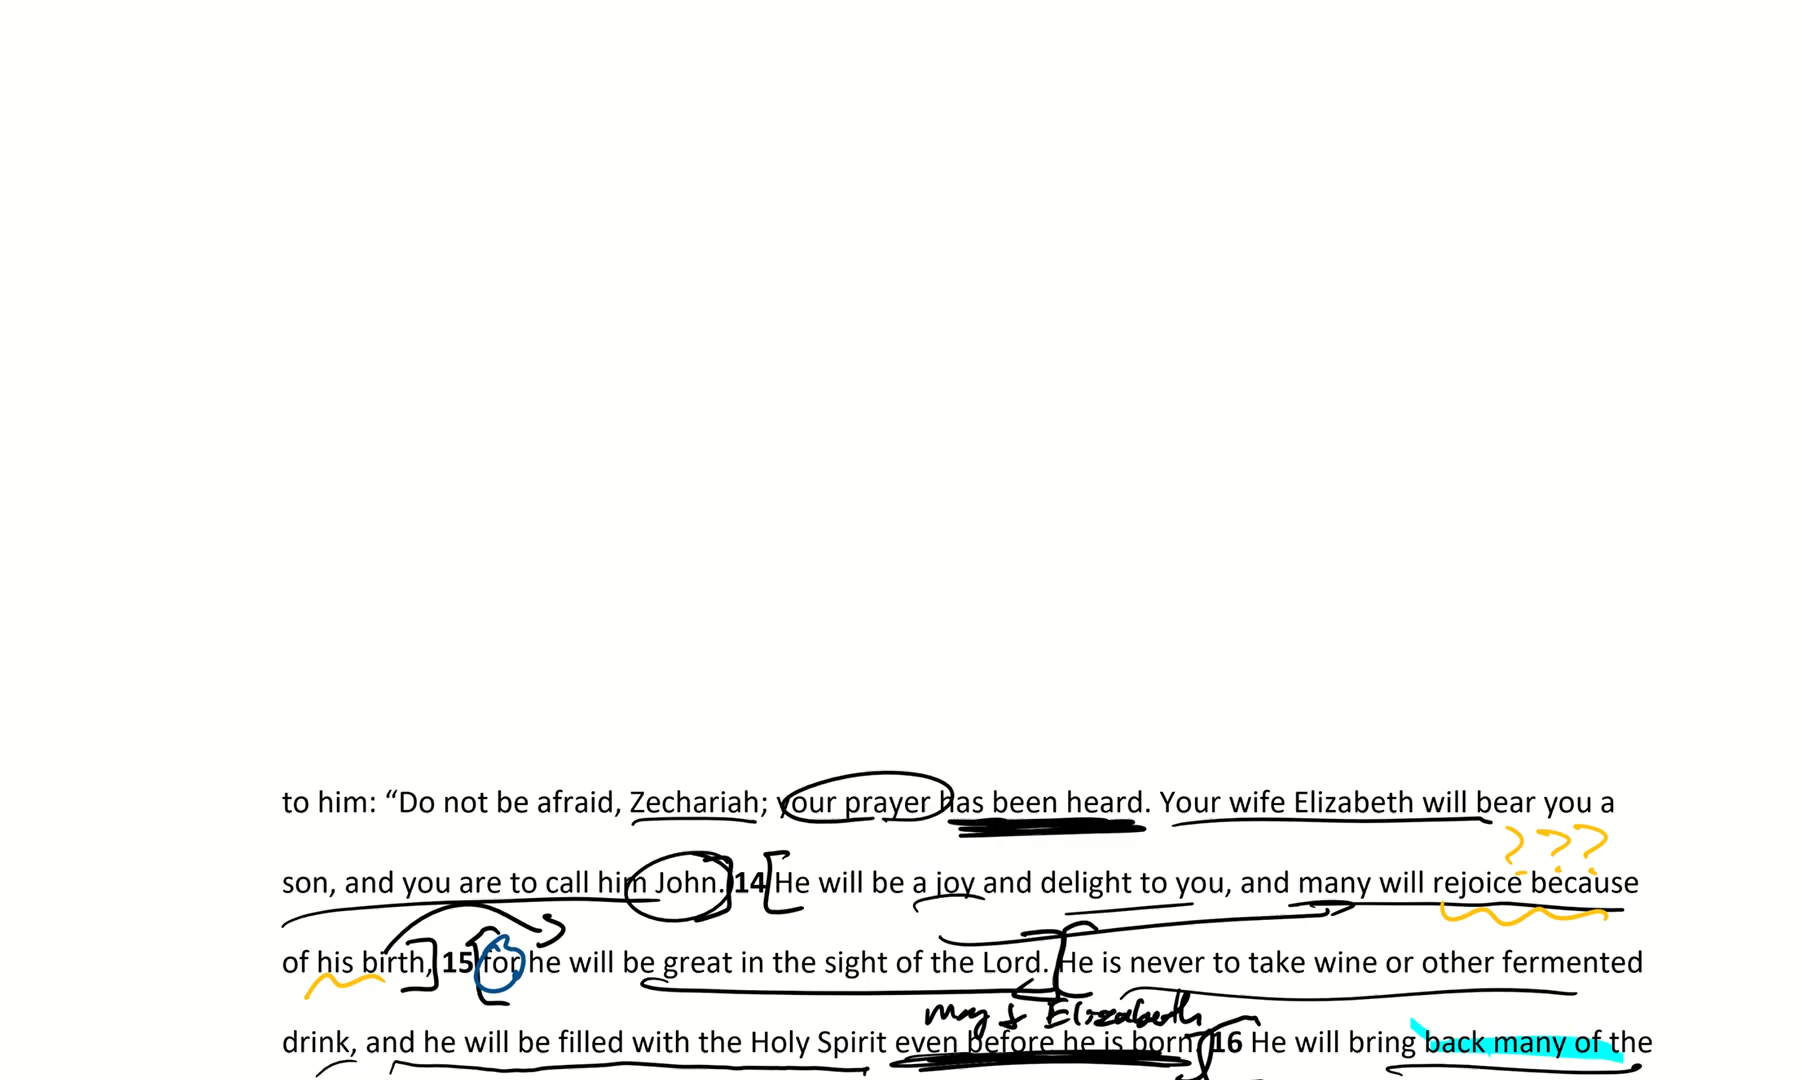 to him: “Do not be afraid, Zechariah; your prayer has been heard. Your wife Elizabeth will bear you a
? ? ?
son, and you are to call him John. 14 He will be a joy and delight to you, and many will rejoice because
of his birth, 15 for he will be great in the sight of the Lord. He is never to take wine or other fermented
& Elizabeth
drink, and he will be filled with the Holy Spirit even before he is born. 16 He will bring back many of the